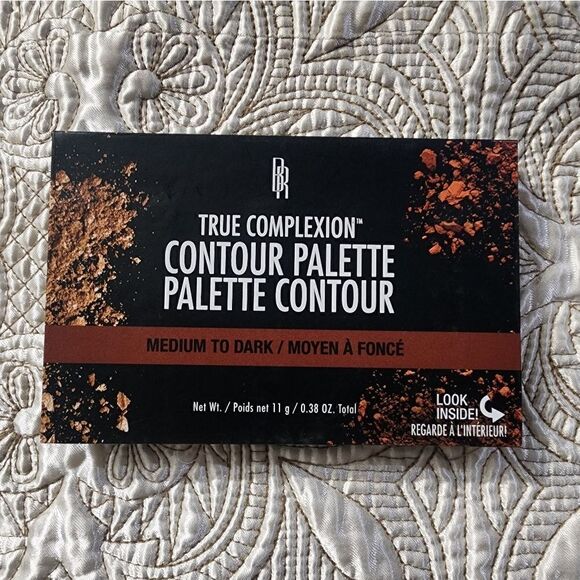 BR
TRUE COMPLEXION™
CONTOUR PALETTE
PALETTE CONTOUR
MEDIUM TO DARK / MOYEN À FONCÉ
Net Wt. / Poids net 11 g / 0.38 OZ. Total
LOOK
INSIDE!
REGARDE À L'INTÉRIEUR!